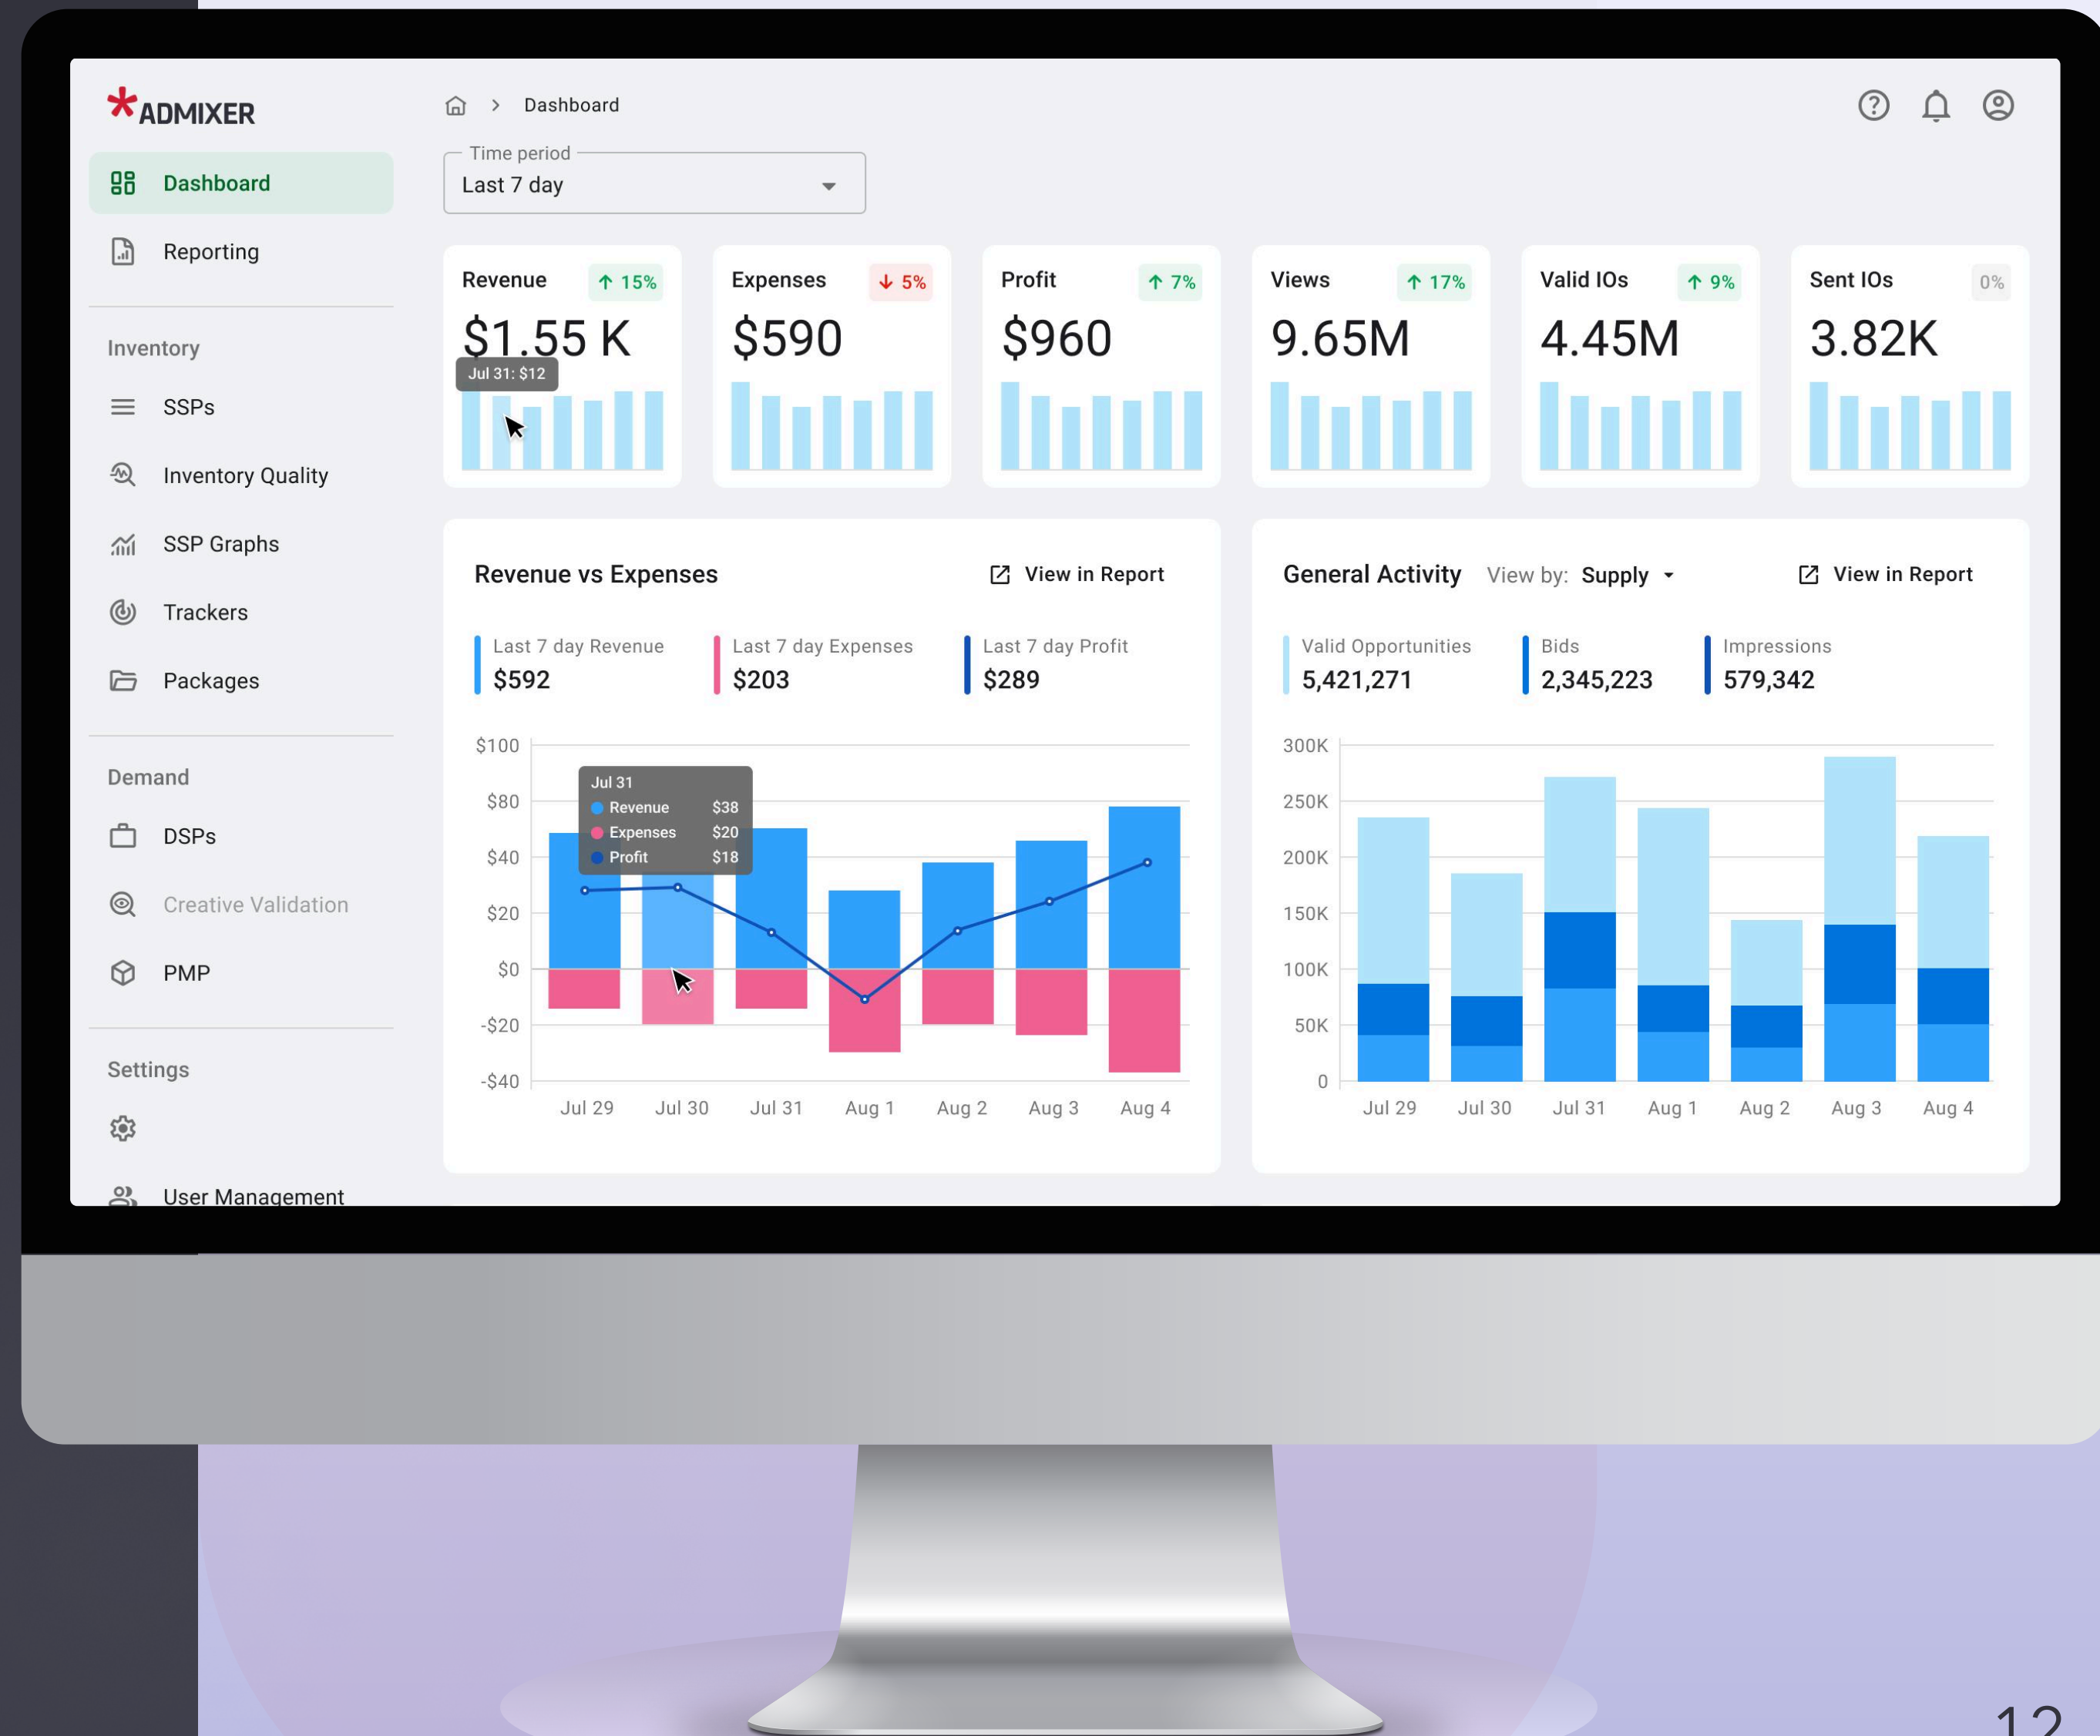 ADMIXER
Dashboard
Reporting
Inventory
SSPs
Inventory Quality
SSP Graphs
Trackers
Packages
Demand
DSPs
Creative Validation
PMP
Settings
User Management
Dashboard
Time period
Last 7 day
Revenue
15%
$1.55 K
Jul 31: $12
Expenses
5%
$590
Profit
7%
$960
Views
17%
9.65M
Valid IOs
9%
4.45M
Sent IOs
0%
3.82K
Revenue vs Expenses
View in Report
Last 7 day Revenue
$592
Last 7 day Expenses
$203
Last 7 day Profit
$289
$100
$80
$40
$20
$0
-$20
-$40
Jul 31
Revenue $38
Expenses $20
Profit $18
Jul 29 Jul 30 Jul 31 Aug 1 Aug 2 Aug 3 Aug 4
General Activity View by: Supply
View in Report
Valid Opportunities
5,421,271
Bids
2,345,223
Impressions
579,342
300K
250K
200K
150K
100K
50K
0
Jul 29 Jul 30 Jul 31 Aug 1 Aug 2 Aug 3 Aug 4
12